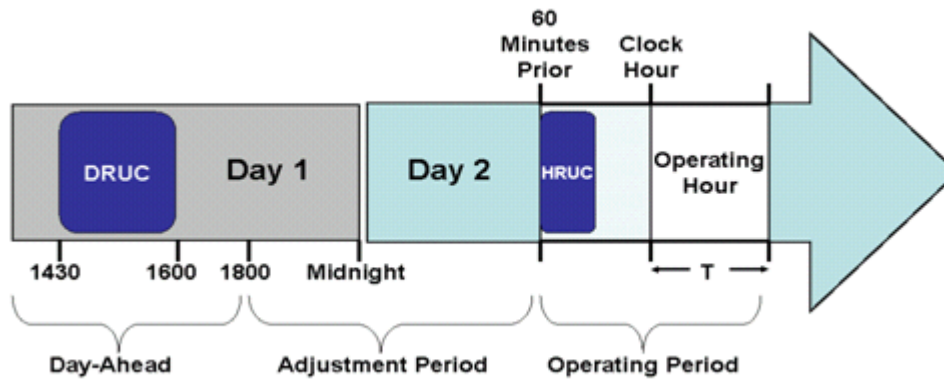 60
Minutes
Prior
Clock
Hour
DRUC
Day 1
Day 2
HRUC
Operating
Hour
1430
1600
1800
Midnight
T
Day-Ahead
Adjustment Period
Operating Period